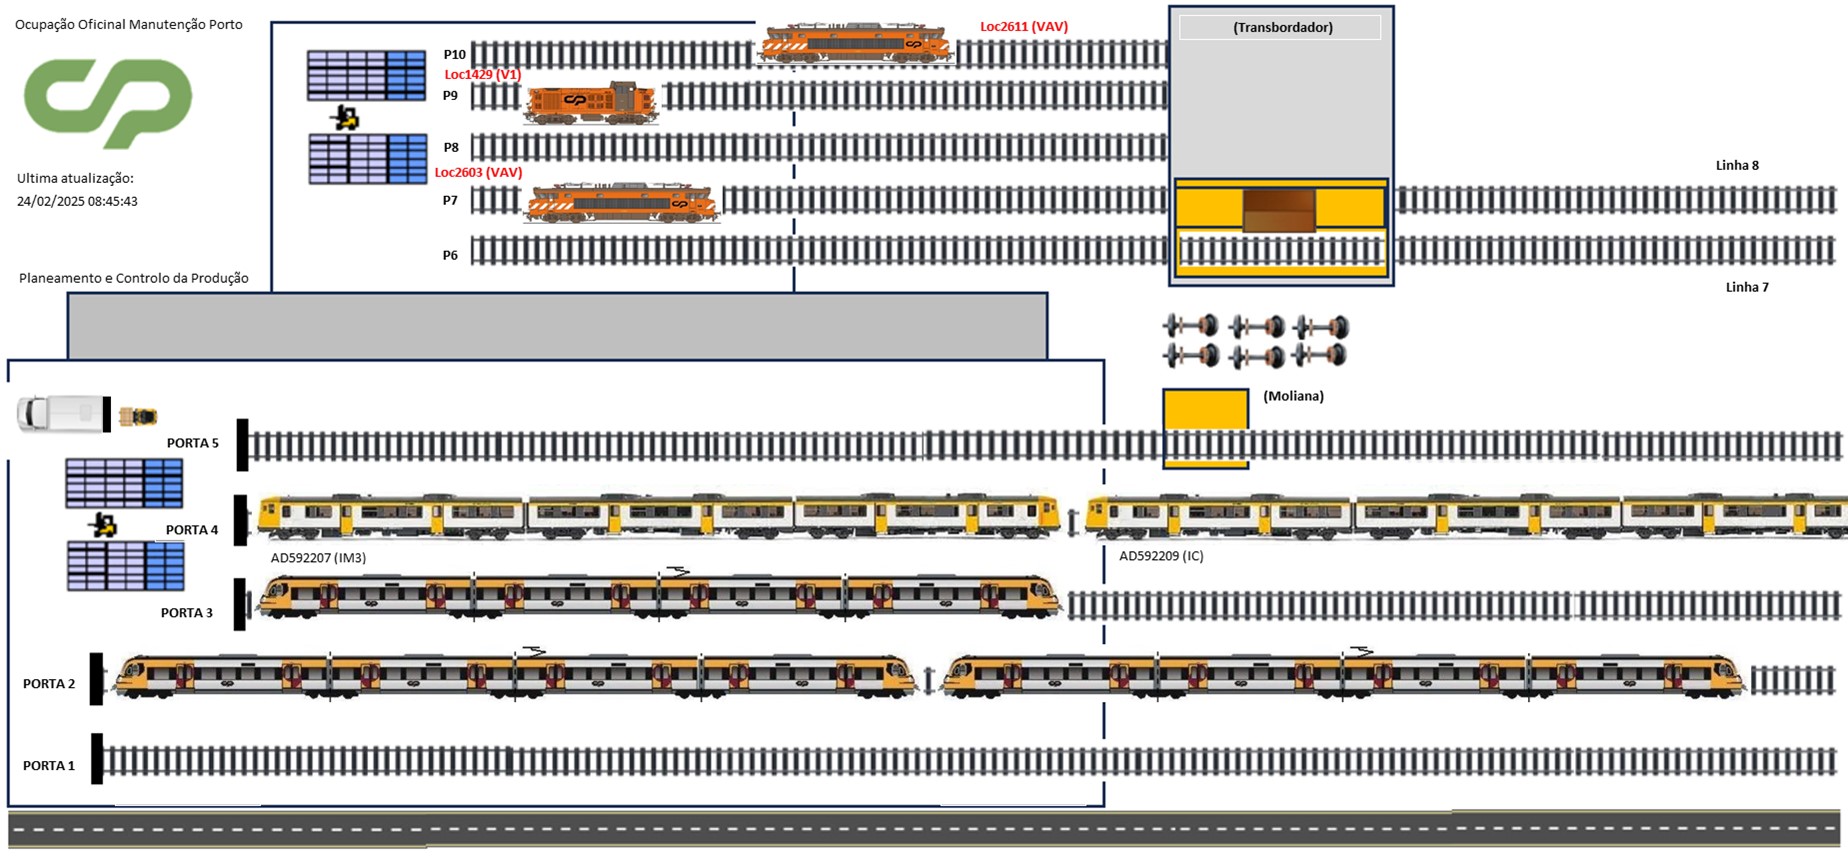 Ocupação Oficinal Manutenção Porto
Loc2611 (VAV)
(Transbordador)
P10
Loc1429 (V1)
P9
P8
Linha 8
Loc2603 (VAV)
Ultima atualização:
24/02/2025 08:45:43
P7
P6
Planeamento e Controlo da Produção
Linha 7
(Moliana)
PORTA 5
PORTA 4
AD592207 (IM3)
AD592209 (IC)
PORTA 3
PORTA 2
PORTA 1